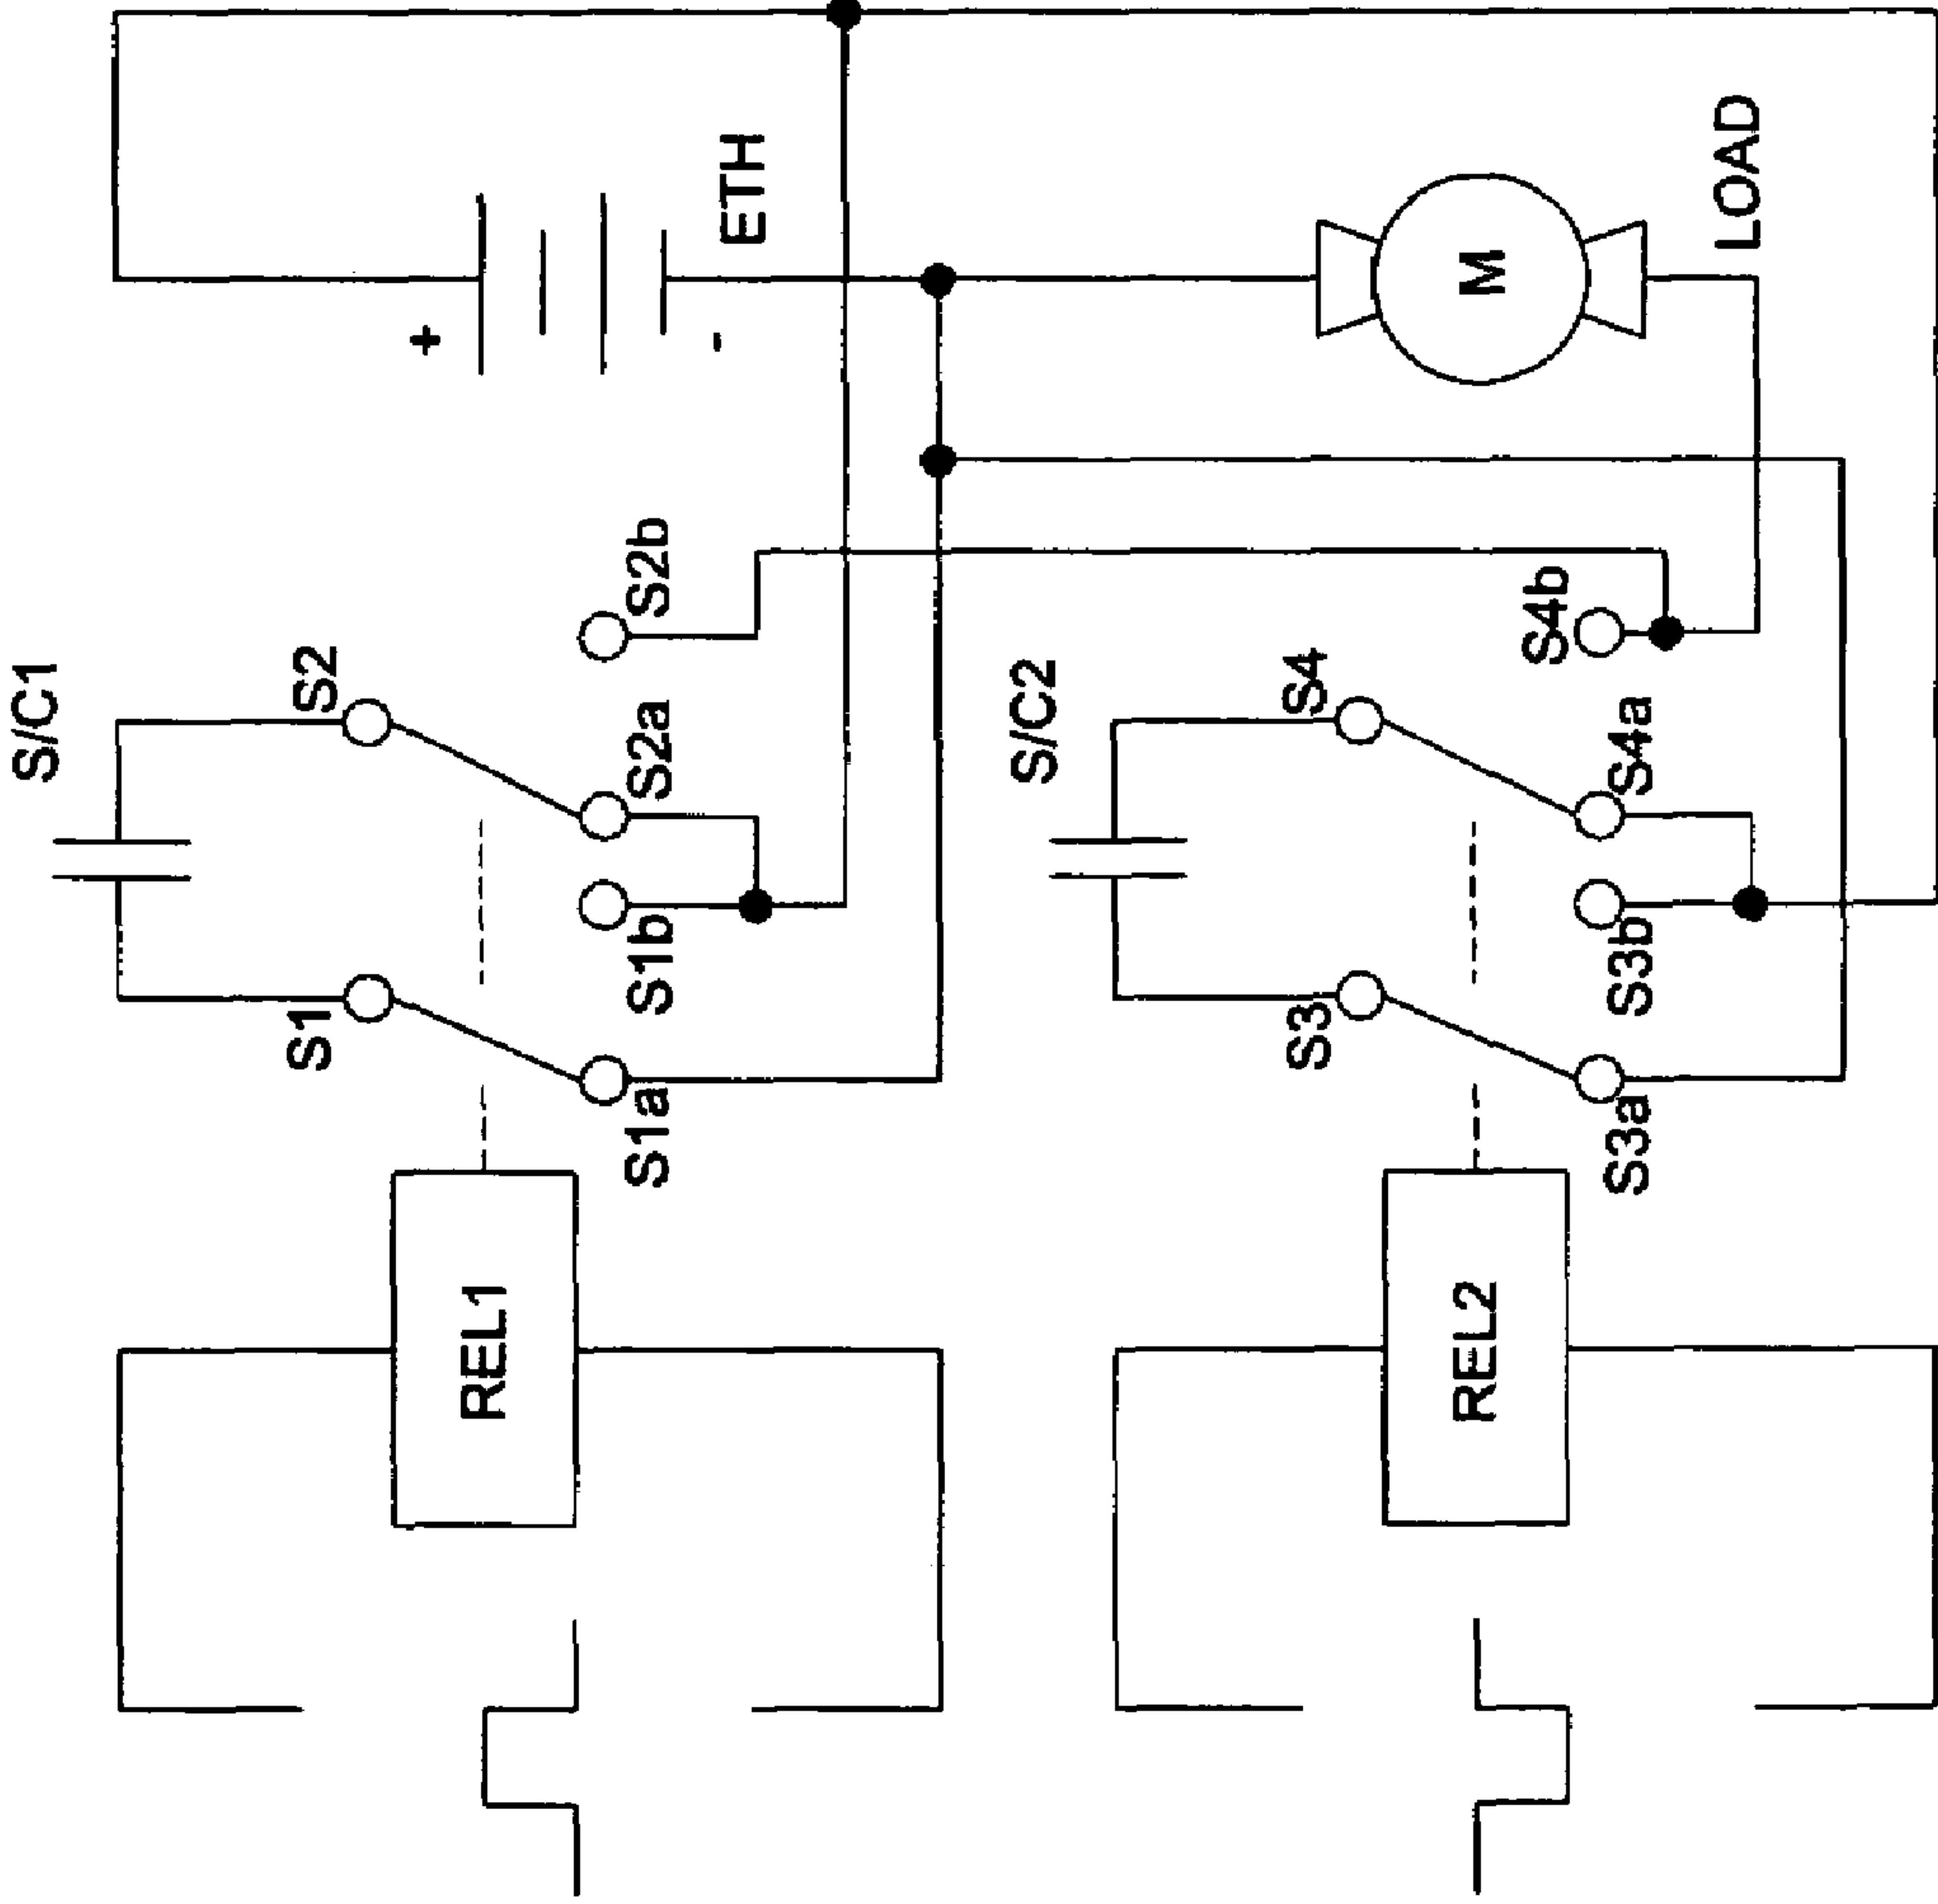 S/C1
S2
S1
S2b
S2a
S1b
S1a
REL1
+
-
ETH
S/C2
S4
S3
S4b
S4a
S3b
S3a
REL2
M
LOAD